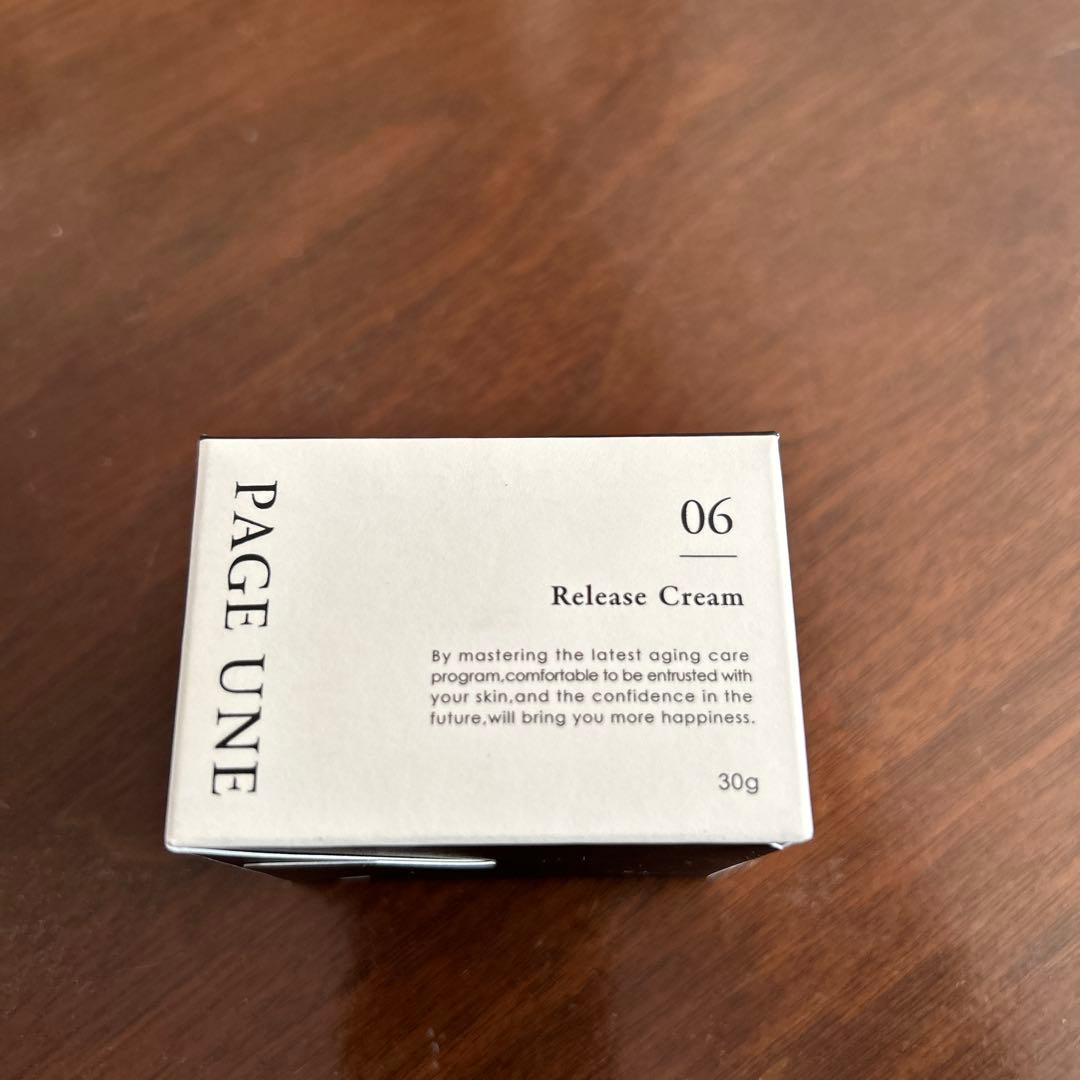 PAGE UNE
06
Release Cream
By mastering the latest aging care
program,comfortable to be entrusted with
your skin,and the confidence in the
future,will bring you more happiness.
30g